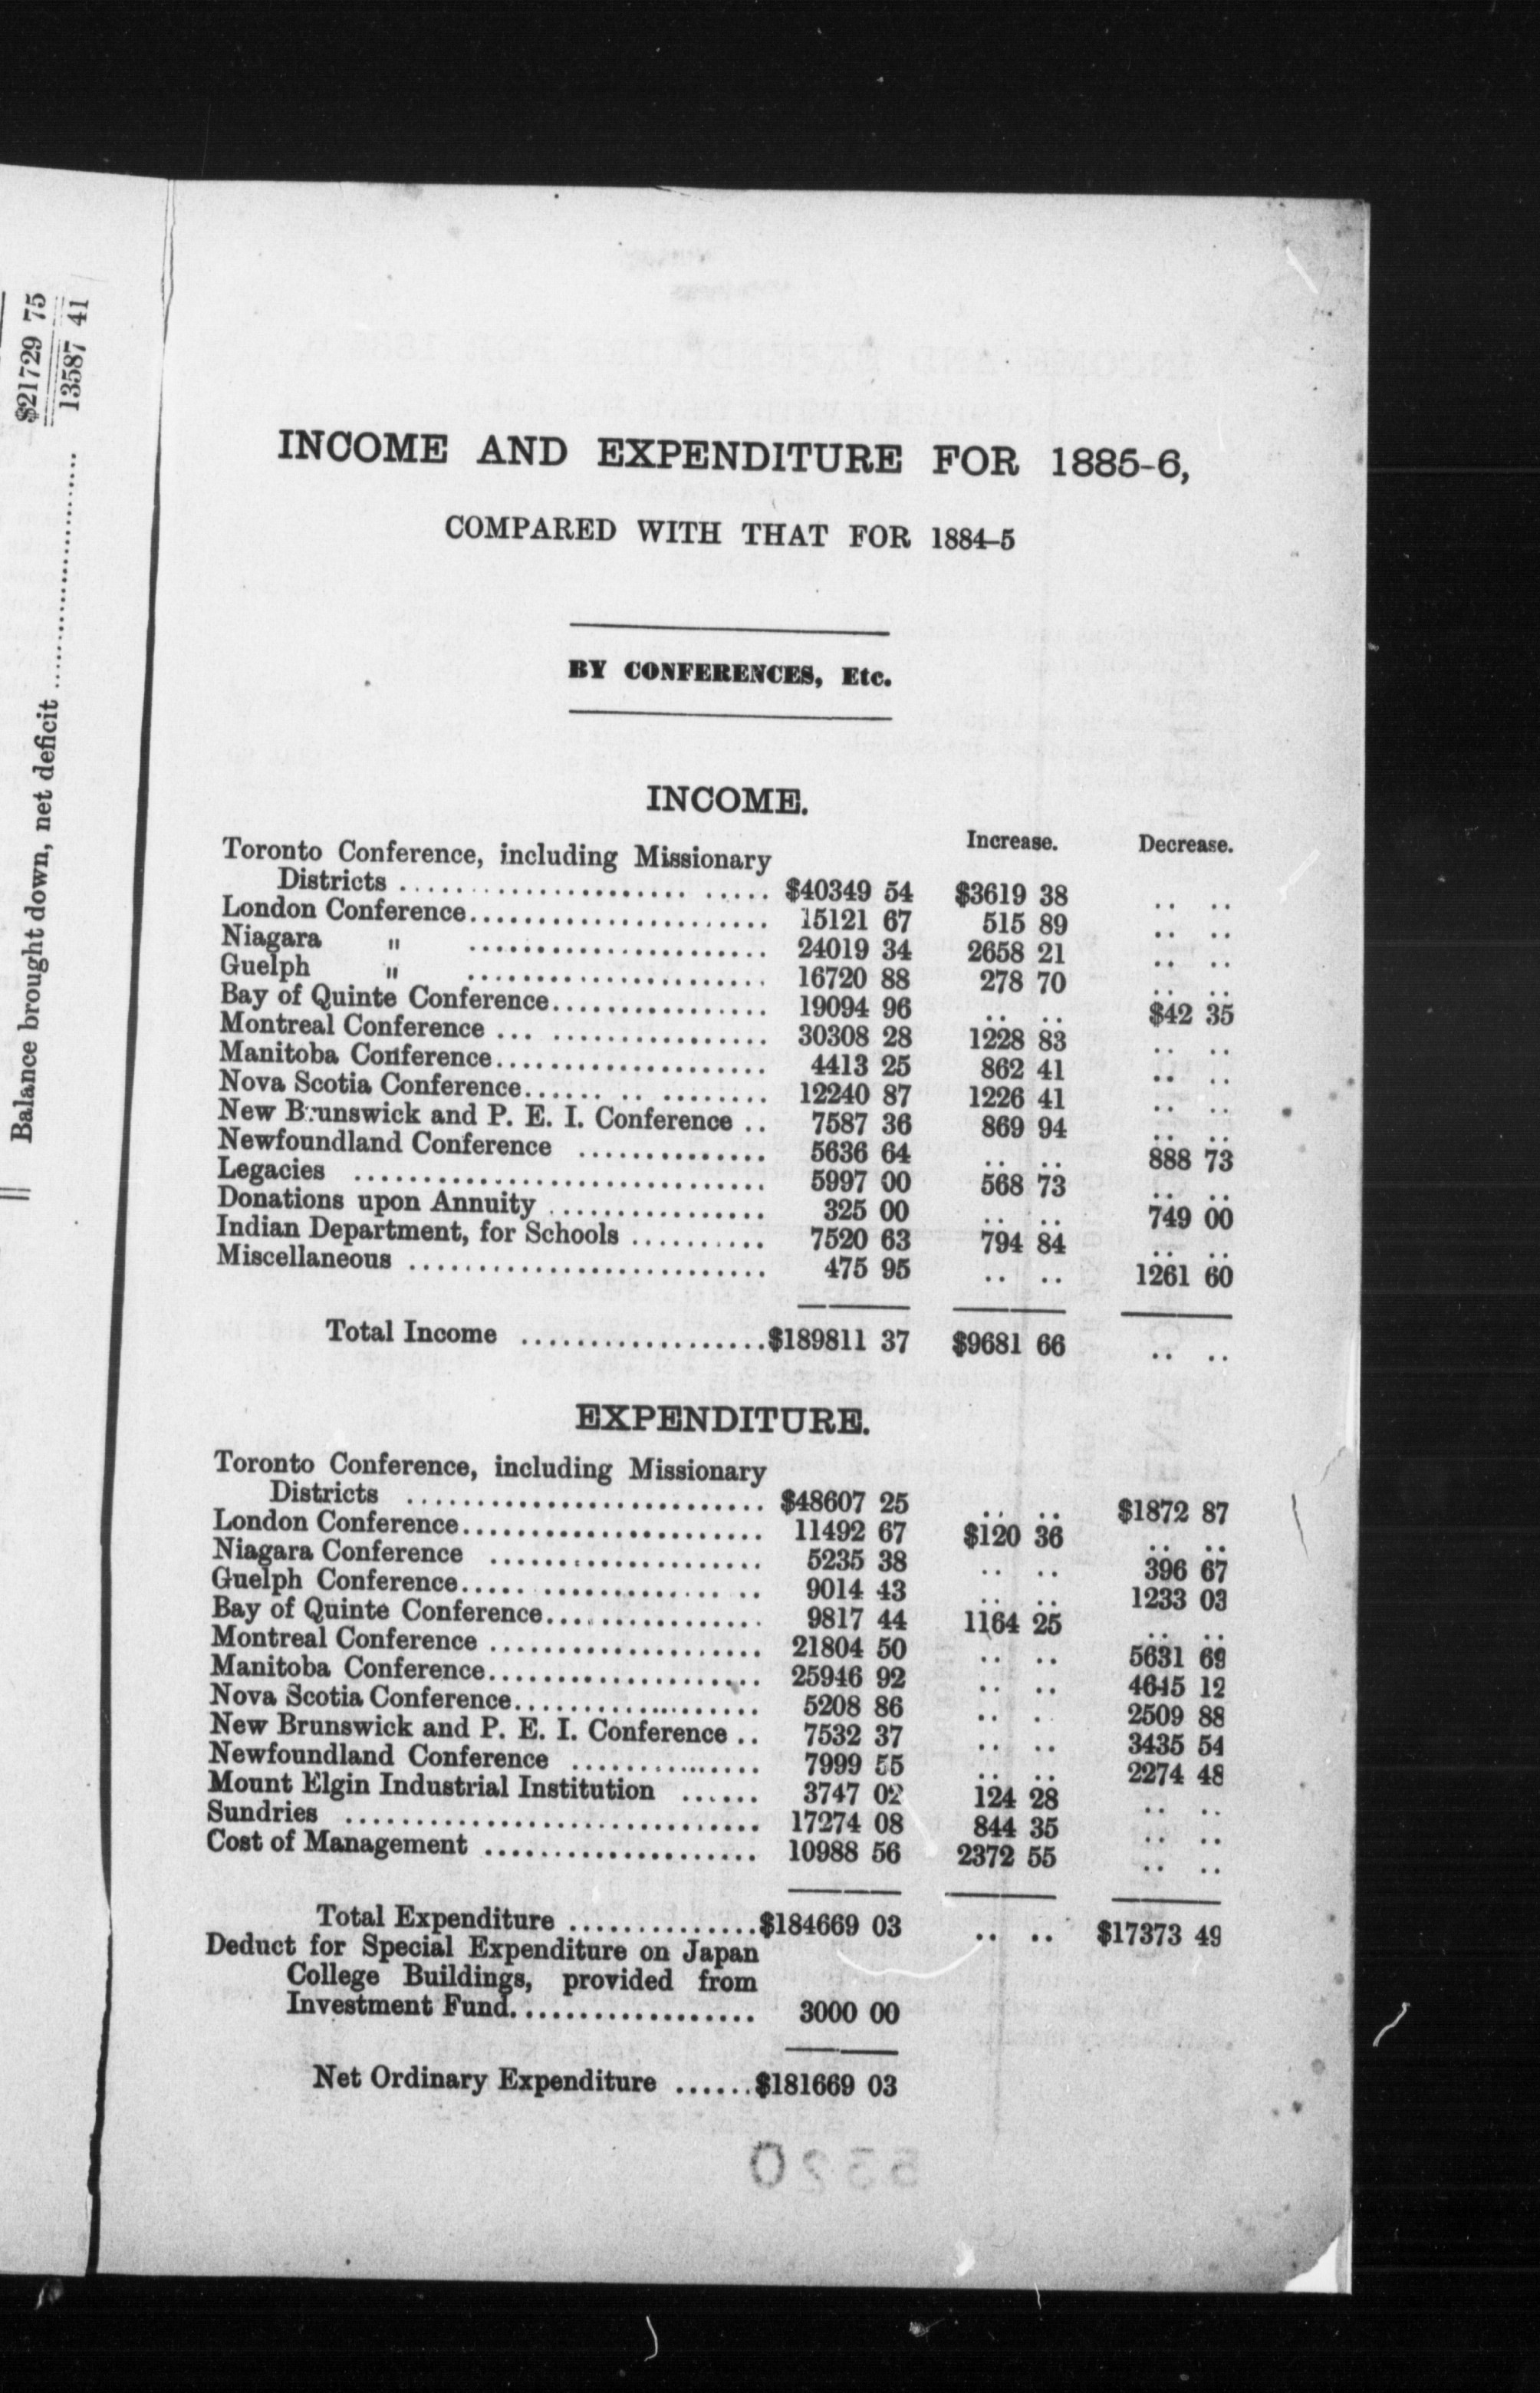 $21729 75
13587 41
Balance brought down, net deficit ..............................
INCOME AND EXPENDITURE FOR 1885-6,
COMPARED WITH THAT FOR 1884-5
BY CONFERENCES, Etc.
INCOME.
Increase. Decrease.
Toronto Conference, including Missionary
Districts .......................... $40349 54 $3619 38 .. ..
London Conference...................... 15121 67 515 89 .. ..
Niagara " ...................... 24019 34 2658 21 .. ..
Guelph " ...................... 16720 88 278 70 .. ..
Bay of Quinte Conference................ 19094 96 .. .. $42 35
Montreal Conference ... ................ 30308 28 1228 83 .. ..
Manitoba Conference.................... 4413 25 862 41 .. ..
Nova Scotia Conference...... .. ........ 12240 87 1226 41 .. ..
New Brunswick and P. E. I. Conference .. 7587 36 869 94 .. ..
Newfoundland Conference .............. 5636 64 .. .. 888 73
Legacies .............................. 5997 00 568 73 .. ..
Donations upon Annuity ................ 325 00 .. .. 749 00
Indian Department, for Schools .......... 7520 63 794 84 .. ..
Miscellaneous .......................... 475 95 .. .. 1261 60
Total Income ..................$189811 37 $9681 66 .. ..
EXPENDITURE.
Toronto Conference, including Missionary
Districts .......................... $48607 25 .. .. $1872 87
London Conference...................... 11492 67 $120 36 .. ..
Niagara Conference .................... 5235 38 .. .. 396 67
Guelph Conference..... ............... .. 9014 43 .. .. 1233 03
Bay of Quinte Conference................ 9817 44 1164 25 .. ..
Montreal Conference .................... 21804 50 .. .. 5631 69
Manitoba Conference.................... 25946 92 .. .. 4645 12
Nova Scotia Conference.................. 5208 86 .. . 2509 88
New Brunswick and P. E. I. Conference .. 7532 37 .. .. 3435 54
Newfoundland Conference .............. 7999 55 .. .. 2274 48
Mount Elgin Industrial Institution ...... 3747 02 124 28 .. ..
Sundries .............................. 17274 08 844 35 .. ..
Cost of Management .................... 10988 56 2372 55 .. ..
Total Expenditure ..............$184669 03 .. .. $17373 49
Deduct for Special Expenditure on Japan
College Buildings, provided from
Investment Fund.................. 3000 00
Net Ordinary Expenditure ......$181669 03